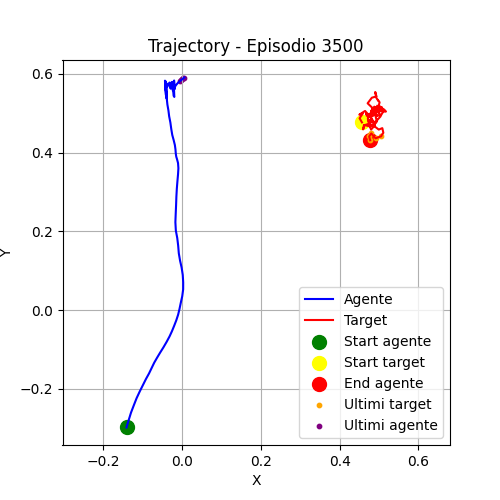 Trajectory - Episodio 3500
0.6
0.4
0.2
0.0
−0.2
Y
−0.2
0.0
0.2
0.4
0.6
X
Agente
Target
Start agente
Start target
End agente
Ultimi target
Ultimi agente